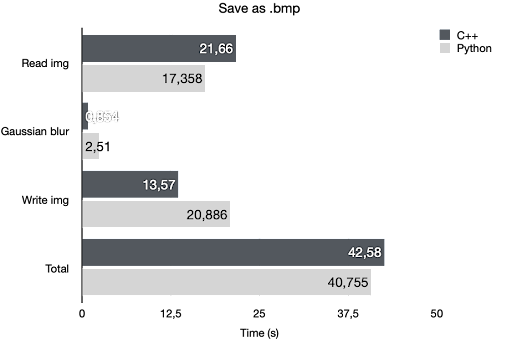 Save as .bmp
C++
Python
Read img
21,66
17,358
Gaussian blur
2,51
Write img
13,57
20,886
Total
42,58
40,755
0
12,5
25
37,5
50
Time (s)